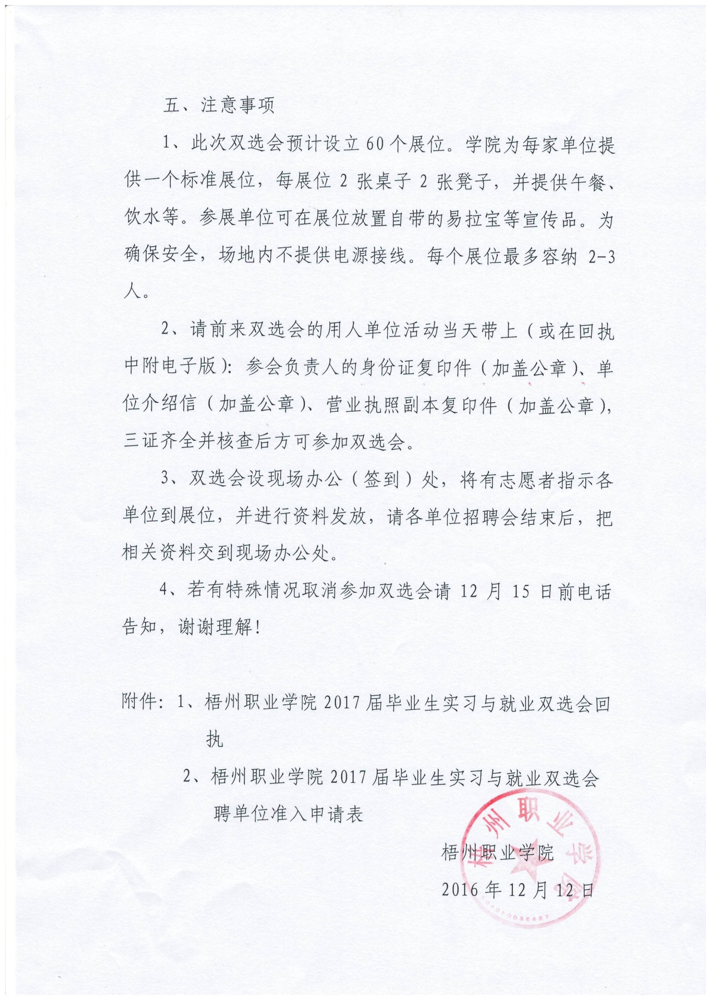 五、注意事项
1、此次双选会预计设立60个展位。学院为每家单位提
供一个标准展位，每展位 2 张桌子 2 张凳子，并提供午餐、
饮水等。参展单位可在展位放置自带的易拉宝等宣传品。为
确保安全，场地内不提供电源接线。每个展位最多容纳 2-3
人。
2、请前来双选会的用人单位活动当天带上（或在回执
中附电子版）：参会负责人的身份证复印件（加盖公章）、单
位介绍信（加盖公章）、营业执照副本复印件（加盖公章），
三证齐全并核查后方可参加双选会。
3、双选会设现场办公（签到）处，将有志愿者指示各
单位到展位，并进行资料发放，请各单位招聘会结束后，把
相关资料交到现场办公处。
4、若有特殊情况取消参加双选会请 12 月 15 日前电话
告知，谢谢理解！
附件：1、梧州职业学院 2017 届毕业生实习与就业双选会回
执
2、梧州职业学院 2017 届毕业生实习与就业双选会
聘单位准入申请表
梧州职业学院
2016 年 12 月 12 日
梧州职业学院